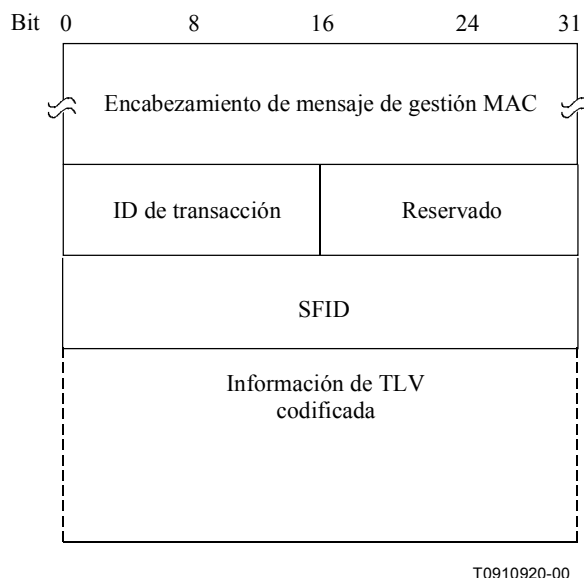 Bit 0 8 16 24 31
Encabezamiento de mensaje de gestión MAC
ID de transacción Reservado
SFID
Información de TLV
codificada
T0910920-00